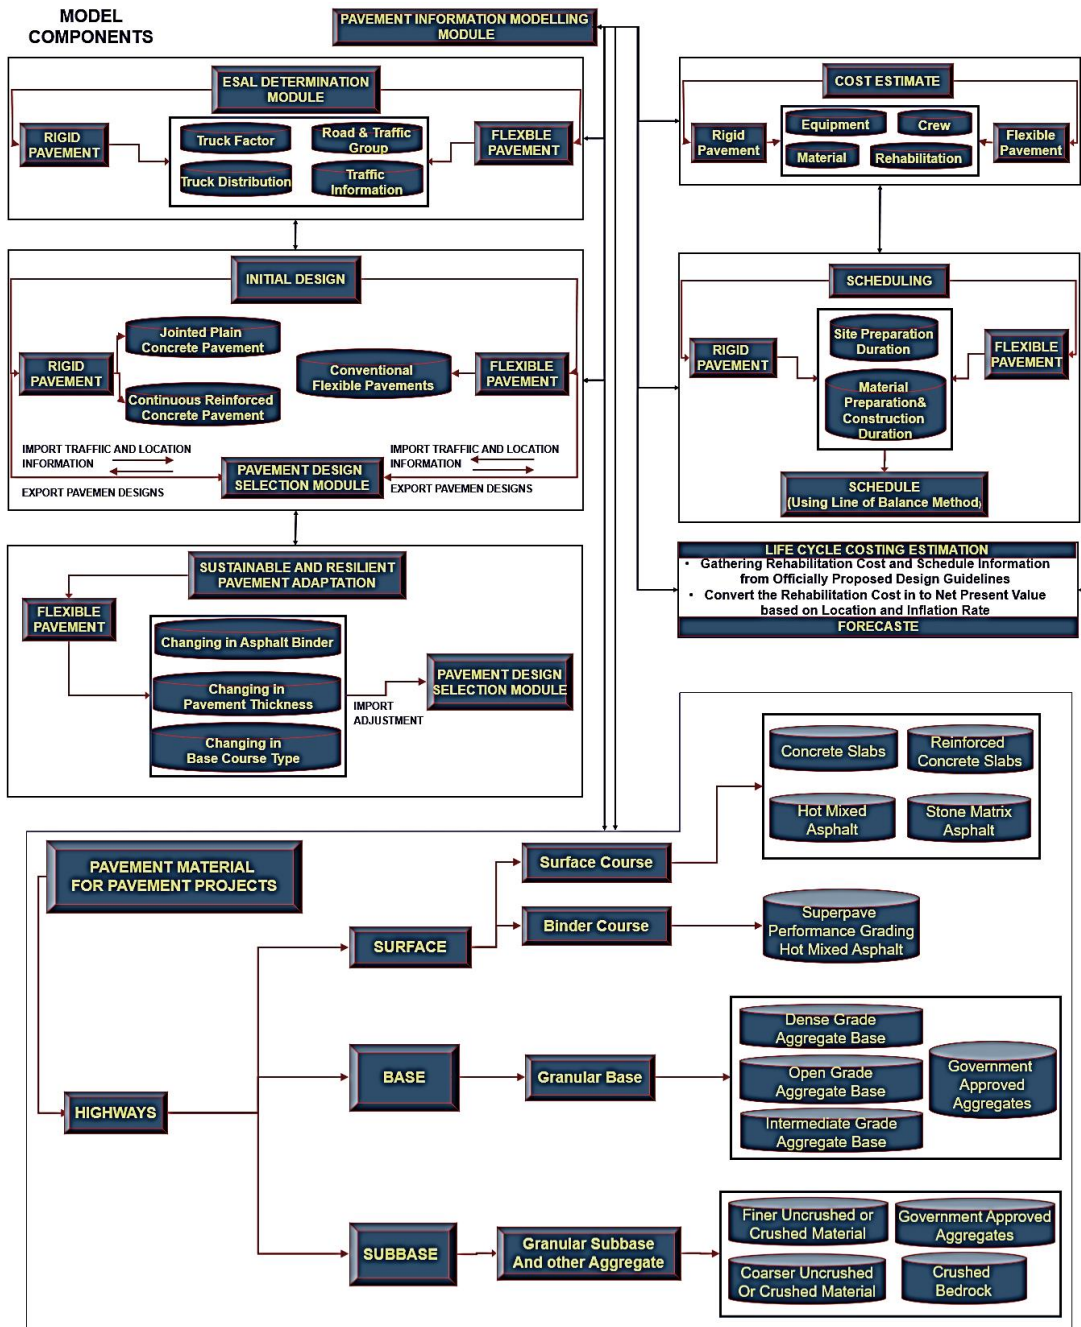 MODEL
COMPONENTS
PAVEMENT INFORMATION MODELLING
MODULE
ESAL DETERMINATION
MODULE
RIGID
PAVEMENT
Truck Factor
Road & Traffic
Group
Truck Distribution
Traffic
Information
FLEXBLE
PAVEMENT
COST ESTIMATE
Rigid
Pavement
Equipment
Crew
Material
Rehabilitation
Flexible
Pavement
INITIAL DESIGN
Jointed Plain
Concrete Pavement
RIGID
PAVEMENT
Continuous Reinforced
Concrete Pavement
Conventional
Flexible Pavements
FLEXIBLE
PAVEMENT
IMPORT TRAFFIIC AND LOCATION
INFORMATION
EXPORT PAVEMEN DESIGNS
PAVEMENT DESIGN
SELECTION MODULE
IMPORT TRAFFIIC AND LOCATION
INFORMATION
EXPORT PAVEMEN DESIGNS
SCHEDULING
RIGID
PAVEMENT
Site Preparation
Duration
Material
Preparation&
Construction
Duration
FLEXIBLE
PAVEMENT
SCHEDULE
(Using Line of Balance Method)
SUSTAINABLE AND RESILIENT
PAVEMENT ADAPTATION
FLEXIBLE
PAVEMENT
Changing in Asphalt Binder
Changing in
Pavement Thickness
Changing in
Base Course Type
IMPORT
ADJUSTMENT
PAVEMENT DESIGN
SELECTION MODULE
LIFE CYCLE COSTING ESTIMATION
• Gathering Rehabilitation Cost and Schedule Information
from Officially Proposed Design Guidelines
• Convert the Rehabilitation Cost in to Net Present Value
based on Location and Inflation Rate
FORECASTE
PAVEMENT MATERIAL
FOR PAVEMENT PROJECTS
HIGHWAYS
SURFACE
Surface Course
Concrete Slabs
Reinforced
Concrete Slabs
Hot Mixed
Asphalt
Stone Matrix
Asphalt
Binder Course
Superpave
Performance Grading
Hot Mixed Asphalt
BASE
Granular Base
Dense Grade
Aggregate Base
Open Grade
Aggregate Base
Intermediate Grade
Aggregate Base
Government
Approved
Aggregates
SUBBASE
Granular Subbase
And other Aggregate
Finer Uncrushed or
Crushed Material
Government Approved
Aggregates
Coarser Uncrushed
Or Crushed Material
Crushed
Bedrock